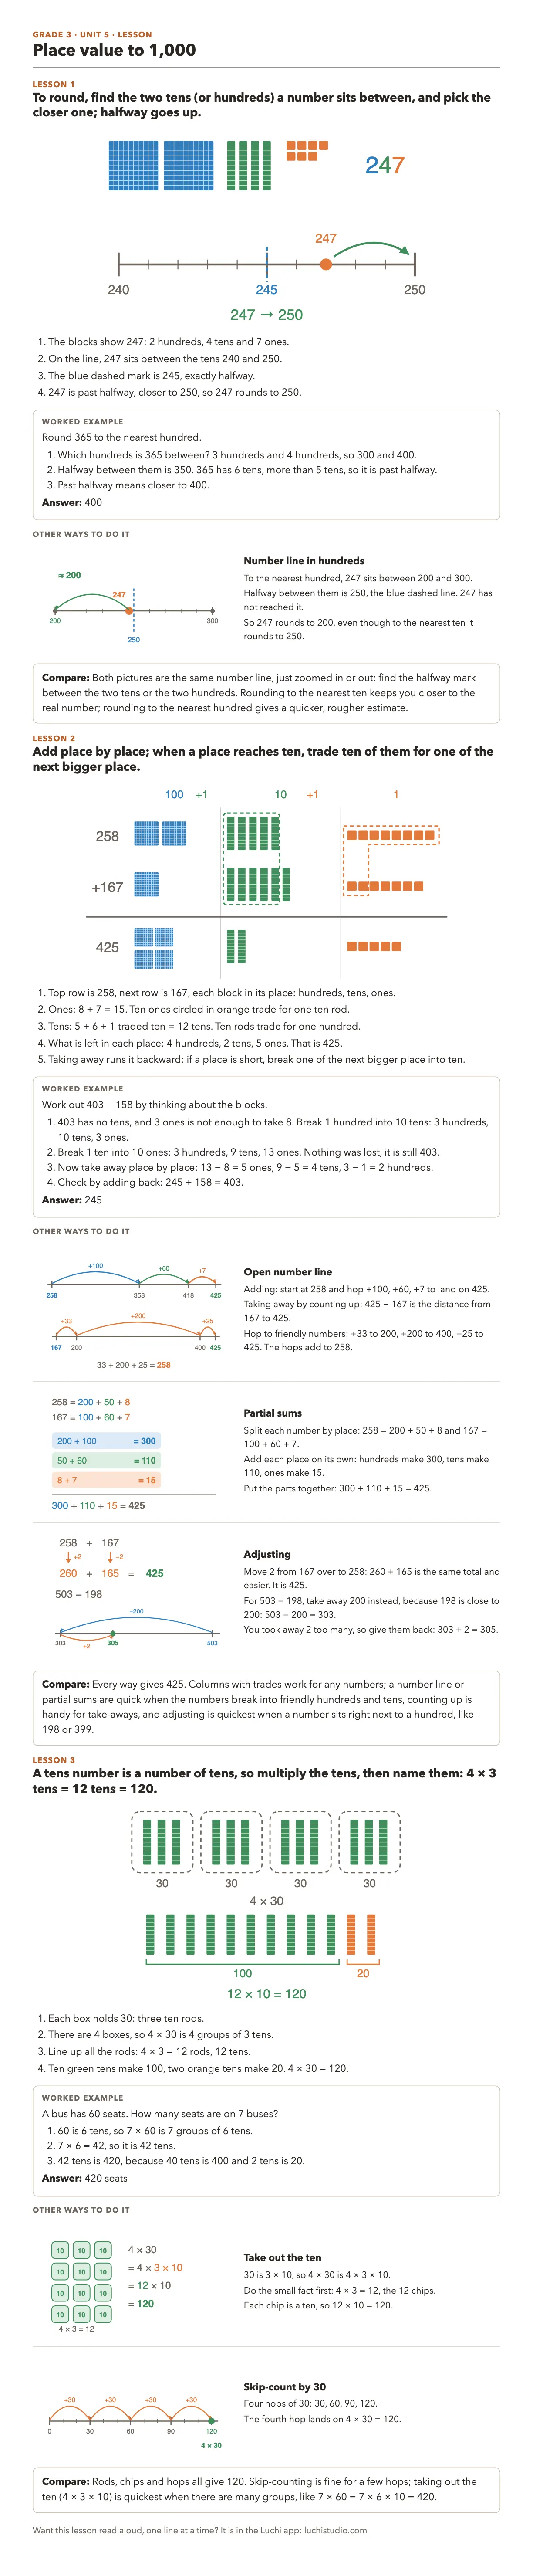 GRADE 3 · UNIT 5 · LESSON
Place value to 1,000
LESSON 1
To round, find the two tens (or hundreds) a number sits between, and pick the
closer one; halfway goes up.
247
247
240
245
250
247 → 250
1. The blocks show 247: 2 hundreds, 4 tens and 7 ones.
2. On the line, 247 sits between the tens 240 and 250.
3. The blue dashed mark is 245, exactly halfway.
4. 247 is past halfway, closer to 250, so 247 rounds to 250.
WORKED EXAMPLE
Round 365 to the nearest hundred.
1. Which hundreds is 365 between? 3 hundreds and 4 hundreds, so 300 and 400.
2. Halfway between them is 350. 365 has 6 tens, more than 5 tens, so it is past halfway.
3. Past halfway means closer to 400.
Answer: 400
OTHER WAYS TO DO IT
≈ 200
247
200
300
250
Number line in hundreds
To the nearest hundred, 247 sits between 200 and 300.
Halfway between them is 250, the blue dashed line. 247 has
not reached it.
So 247 rounds to 200, even though to the nearest ten it
rounds to 250.
Compare: Both pictures are the same number line, just zoomed in or out: find the halfway mark
between the two tens or the two hundreds. Rounding to the nearest ten keeps you closer to the
real number; rounding to the nearest hundred gives a quicker, rougher estimate.
LESSON 2
Add place by place; when a place reaches ten, trade ten of them for one of the
next bigger place.
100 +1 10 +1 1
258
+167
425
1. Top row is 258, next row is 167, each block in its place: hundreds, tens, ones.
2. Ones: 8 + 7 = 15. Ten ones circled in orange trade for one ten rod.
3. Tens: 5 + 6 + 1 traded ten = 12 tens. Ten rods trade for one hundred.
4. What is left in each place: 4 hundreds, 2 tens, 5 ones. That is 425.
5. Taking away runs it backward: if a place is short, break one of the next bigger place into ten.
WORKED EXAMPLE
Work out 403 − 158 by thinking about the blocks.
1. 403 has no tens, and 3 ones is not enough to take 8. Break 1 hundred into 10 tens: 3 hundreds,
10 tens, 3 ones.
2. Break 1 ten into 10 ones: 3 hundreds, 9 tens, 13 ones. Nothing was lost, it is still 403.
3. Now take away place by place: 13 − 8 = 5 ones, 9 − 5 = 4 tens, 3 − 1 = 2 hundreds.
4. Check by adding back: 245 + 158 = 403.
Answer: 245
OTHER WAYS TO DO IT
+100 +60 +7
258 358 418 425
+33 +200 +25
167 200 400 425
33 + 200 + 25 = 258
Open number line
Adding: start at 258 and hop +100, +60, +7 to land on 425.
Taking away by counting up: 425 − 167 is the distance from
167 to 425.
Hop to friendly numbers: +33 to 200, +200 to 400, +25 to
425. The hops add to 258.
258 = 200 + 50 + 8
167 = 100 + 60 + 7
200 + 100 = 300
50 + 60 = 110
8 + 7 = 15
300 + 110 + 15 = 425
Partial sums
Split each number by place: 258 = 200 + 50 + 8 and 167 =
100 + 60 + 7.
Add each place on its own: hundreds make 300, tens make
110, ones make 15.
Put the parts together: 300 + 110 + 15 = 425.
258 + 167
+2 −2
260 + 165 = 425
503 − 198
−200
303 305 503
+2
Adjusting
Move 2 from 167 over to 258: 260 + 165 is the same total and
easier. It is 425.
For 503 − 198, take away 200 instead, because 198 is close to
200: 503 − 200 = 303.
You took away 2 too many, so give them back: 303 + 2 = 305.
Compare: Every way gives 425. Columns with trades work for any numbers; a number line or
partial sums are quick when the numbers break into friendly hundreds and tens, counting up is
handy for take-aways, and adjusting is quickest when a number sits right next to a hundred, like
198 or 399.
LESSON 3
A tens number is a number of tens, so multiply the tens, then name them: 4 × 3
tens = 12 tens = 120.
30 30 30 30
4 × 30
100 20
12 × 10 = 120
1. Each box holds 30: three ten rods.
2. There are 4 boxes, so 4 × 30 is 4 groups of 3 tens.
3. Line up all the rods: 4 × 3 = 12 rods, 12 tens.
4. Ten green tens make 100, two orange tens make 20. 4 × 30 = 120.
WORKED EXAMPLE
A bus has 60 seats. How many seats are on 7 buses?
1. 60 is 6 tens, so 7 × 60 is 7 groups of 6 tens.
2. 7 × 6 = 42, so it is 42 tens.
3. 42 tens is 420, because 40 tens is 400 and 2 tens is 20.
Answer: 420 seats
OTHER WAYS TO DO IT
10 10 10
10 10 10
10 10 10
10 10 10
4 × 3 = 12
4 × 30
= 4 × 3 × 10
= 12 × 10
= 120
Take out the ten
30 is 3 × 10, so 4 × 30 is 4 × 3 × 10.
Do the small fact first: 4 × 3 = 12, the 12 chips.
Each chip is a ten, so 12 × 10 = 120.
+30 +30 +30 +30
0 30 60 90 120
4 × 30
Skip-count by 30
Four hops of 30: 30, 60, 90, 120.
The fourth hop lands on 4 × 30 = 120.
Compare: Rods, chips and hops all give 120. Skip-counting is fine for a few hops; taking out the
ten (4 × 3 × 10) is quickest when there are many groups, like 7 × 60 = 7 × 6 × 10 = 420.
Want this lesson read aloud, one line at a time? It is in the Luchi app: luchistudio.com